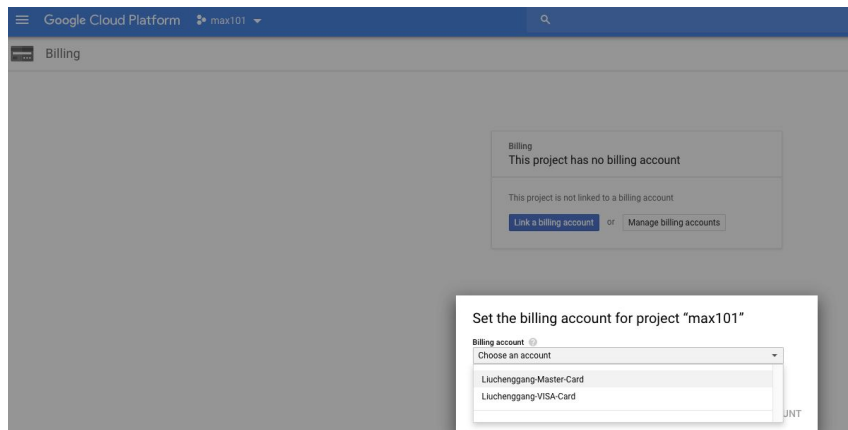 Google Cloud Platform max101
Billing
Billing
This project has no billing account
This project is not linked to a billing account
Link a billing account or Manage billing accounts
Set the billing account for project “max101”
Billing account
Choose an account
Liuchenggang-Master-Card
Liuchenggang-VISA-Card
UNT